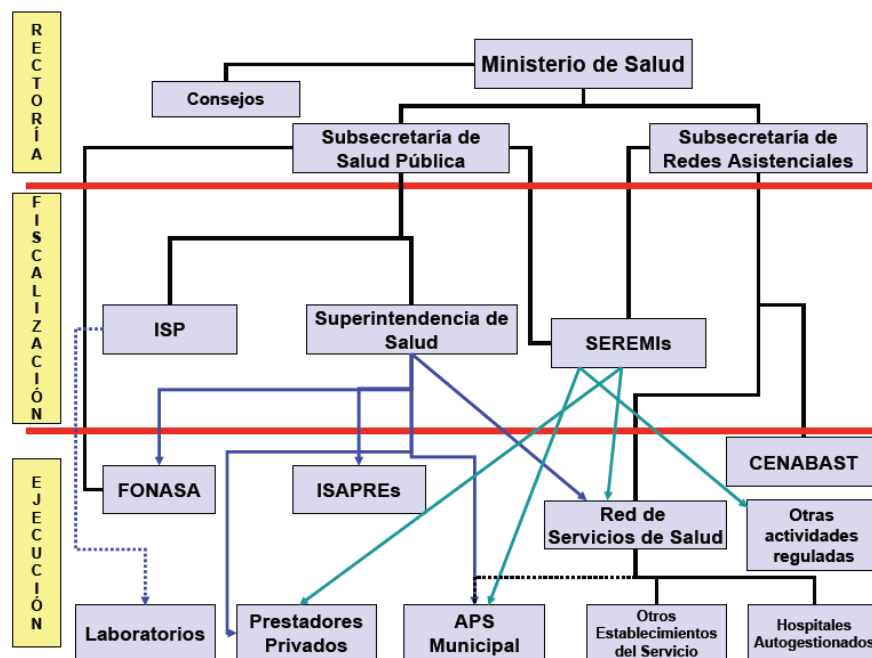 RECTORÍA
Ministerio de Salud
Consejos
Subsecretaría de
Salud Pública
Subsecretaría de
Redes Asistenciales
FISCALIZACIÓN
ISP
Superintendencia de
Salud
SEREMIs
EJECUCIÓN
FONASA
ISAPREs
CENABAST
Red de
Servicios de Salud
Otras
actividades
reguladas
Laboratorios
Prestadores
Privados
APS
Municipal
Otros
Establecimientos
del Servicio
Hospitales
Autogestionados